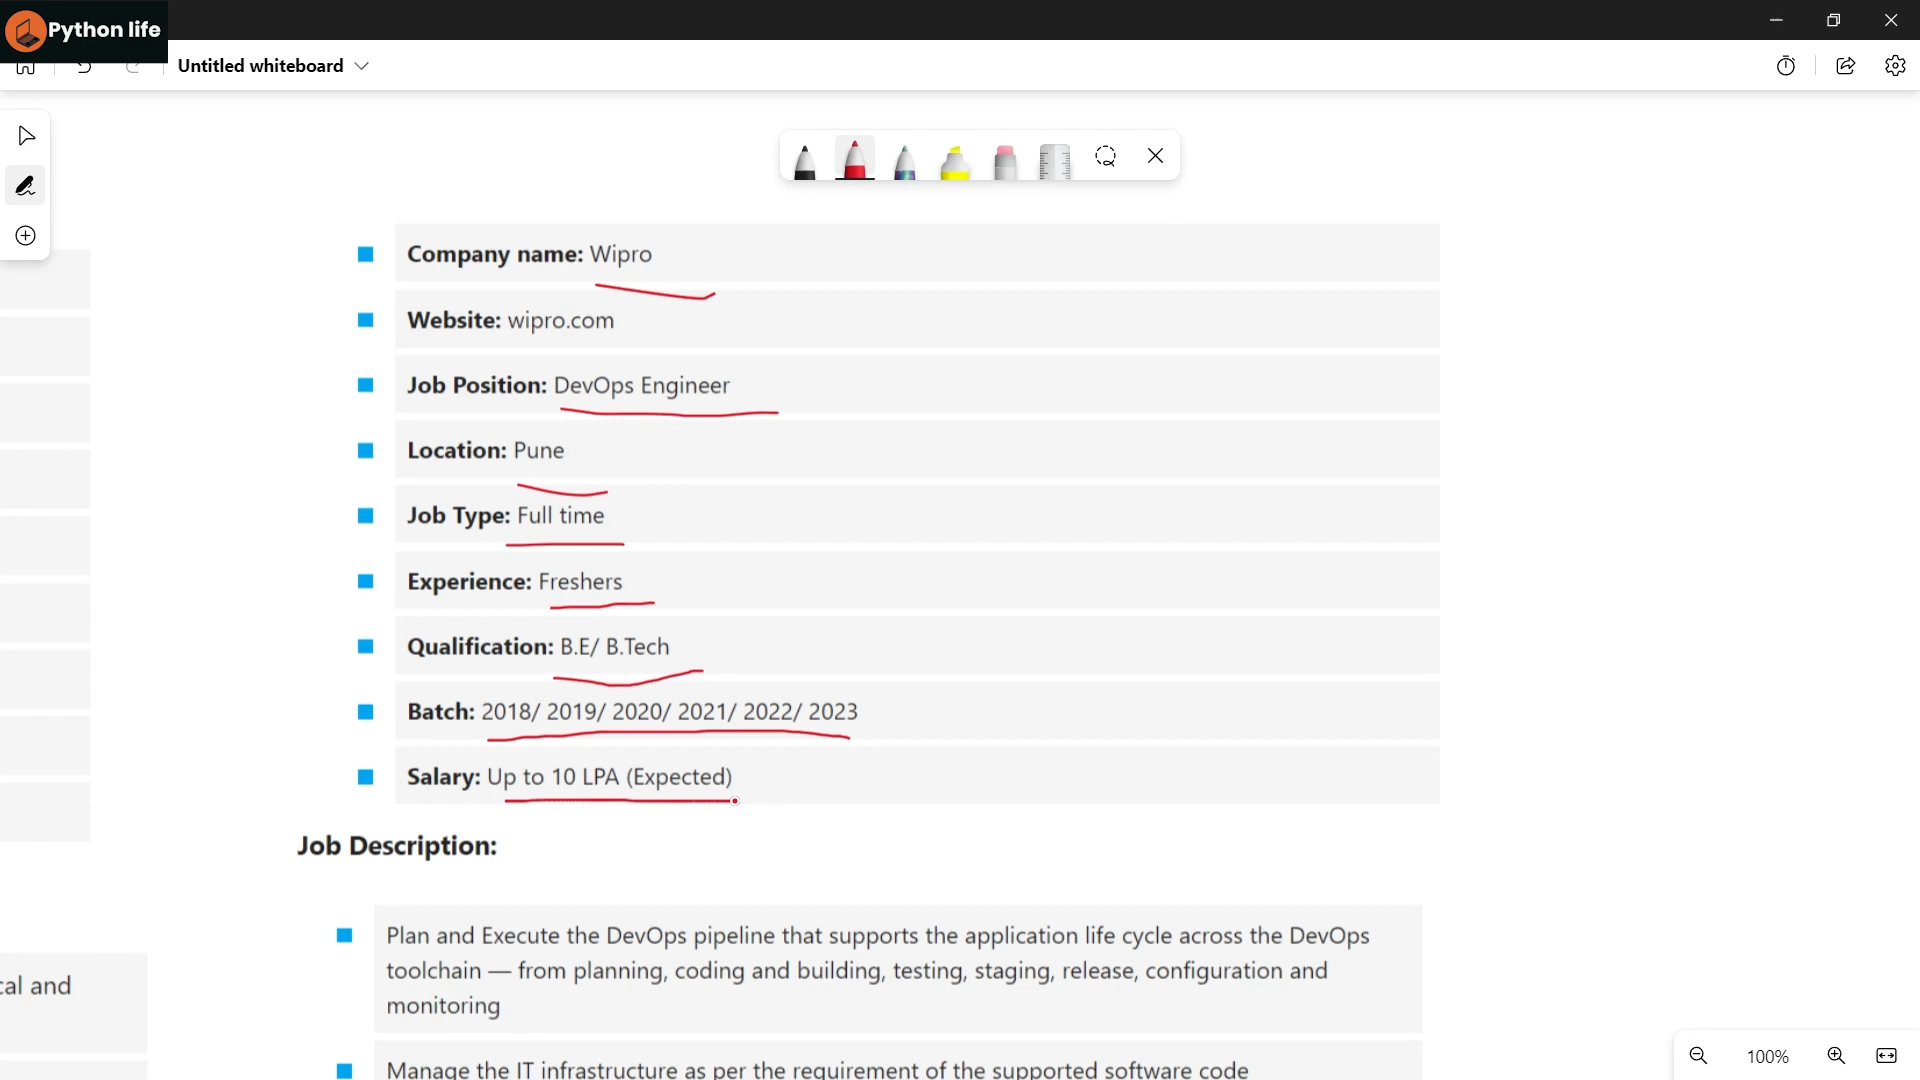 Python life
Untitled whiteboard
Company name: Wipro
Website: wipro.com
Job Position: DevOps Engineer
Location: Pune
Job Type: Full time
Experience: Freshers
Qualification: B.E/ B.Tech
Batch: 2018/ 2019/ 2020/ 2021/ 2022/ 2023
Salary: Up to 10 LPA (Expected)
Job Description:
Plan and Execute the DevOps pipeline that supports the application life cycle across the DevOps
toolchain — from planning, coding and building, testing, staging, release, configuration and
monitoring
cal and
Manage the IT infrastructure as per the requirement of the supported software code
100%